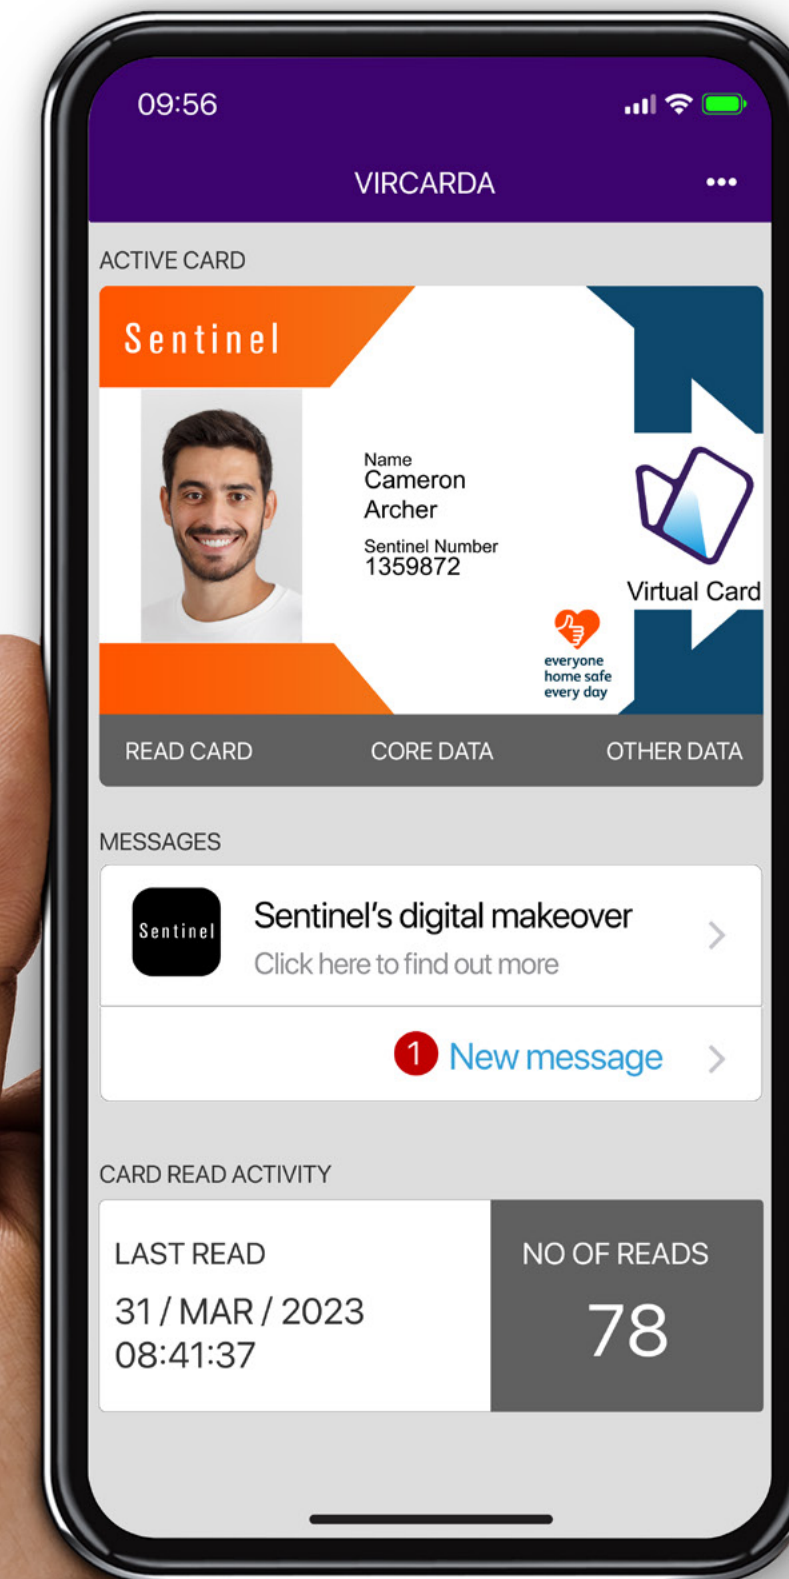 09:56
VIRCARDA
ACTIVE CARD
Sentinel
Name
Cameron
Archer
Sentinel Number
1359872
Virtual Card
everyone
home safe
every day
READ CARD CORE DATA OTHER DATA
MESSAGES
Sentinel
Sentinel's digital makeover
Click here to find out more
1 New message
CARD READ ACTIVITY
LAST READ
31 / MAR / 2023
08:41:37
NO OF READS
78